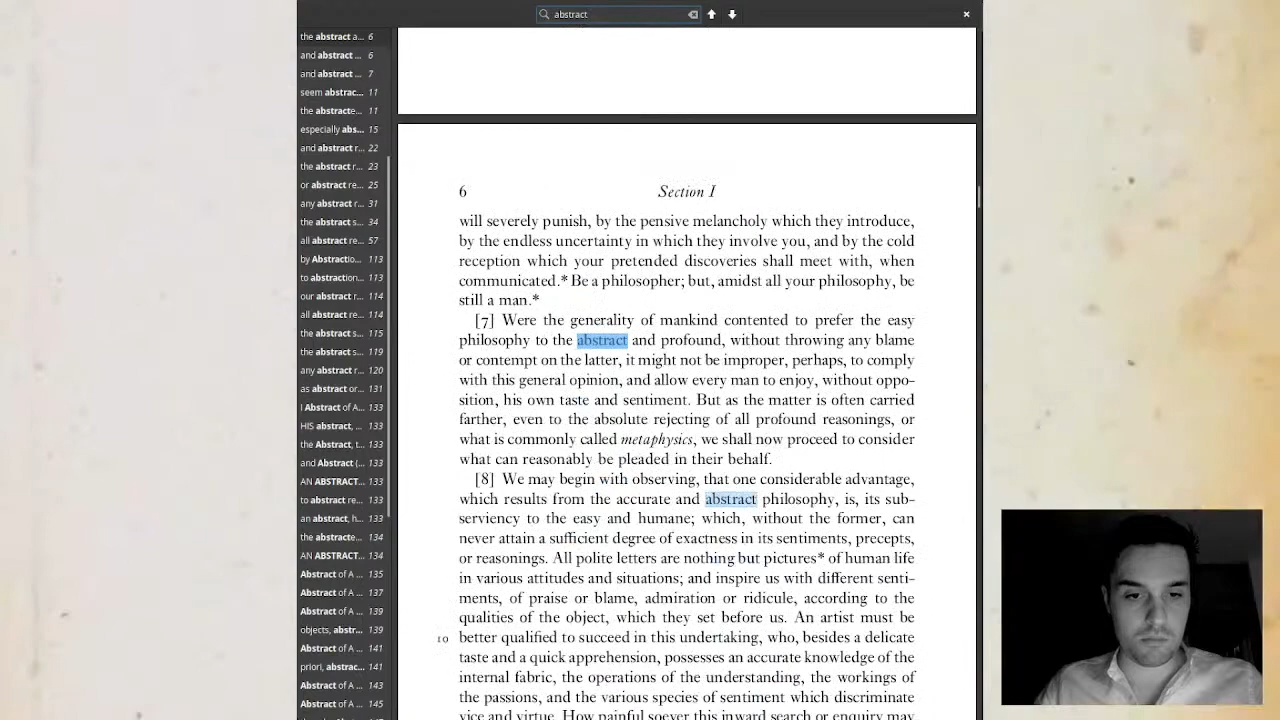 abstract
the abstract a... 6
and abstract ... 6
and abstract ... 7
seem abstrac... 11
the abstracte... 11
especially abs... 15
and abstract r... 22
the abstract r... 23
or abstract re... 25
any abstract r... 31
the abstract s... 34
all abstract re... 57
by Abstractio... 113
to abstraction... 113
our abstract r... 114
all abstract re... 114
the abstract s... 115
the abstract s... 119
any abstract r... 120
as abstract or... 131
l Abstract of A... 133
HIS abstract, ... 133
the Abstract, t... 133
and Abstract (... 133
AN ABSTRACT... 133
to abstract re... 133
an abstract, h... 133
the abstracte... 134
AN ABSTRACT... 134
Abstract of A ... 135
Abstract of A ... 137
Abstract of A ... 139
objects, abstr... 139
Abstract of A ... 141
priori, abstrac... 141
Abstract of A ... 143
Abstract of A ... 145
6 Section I
will severely punish, by the pensive melancholy which they introduce,
by the endless uncertainty in which they involve you, and by the cold
reception which your pretended discoveries shall meet with, when
communicated.* Be a philosopher; but, amidst all your philosophy, be
still a man.*
[7] Were the generality of mankind contented to prefer the easy
philosophy to the abstract and profound, without throwing any blame
or contempt on the latter, it might not be improper, perhaps, to comply
with this general opinion, and allow every man to enjoy, without oppo-
sition, his own taste and sentiment. But as the matter is often carried
farther, even to the absolute rejecting of all profound reasonings, or
what is commonly called metaphysics, we shall now proceed to consider
what can reasonably be pleaded in their behalf.
[8] We may begin with observing, that one considerable advantage,
which results from the accurate and abstract philosophy, is, its sub-
serviency to the easy and humane; which, without the former, can
never attain a sufficient degree of exactness in its sentiments, precepts,
or reasonings. All polite letters are nothing but pictures* of human life
in various attitudes and situations; and inspire us with different senti-
ments, of praise or blame, admiration or ridicule, according to the
qualities of the object, which they set before us. An artist must be
10 better qualified to succeed in this undertaking, who, besides a delicate
taste and a quick apprehension, possesses an accurate knowledge of the
internal fabric, the operations of the understanding, the workings of
the passions, and the various species of sentiment which discriminate
vice and virtue. How painful soever this inward search or enquiry may